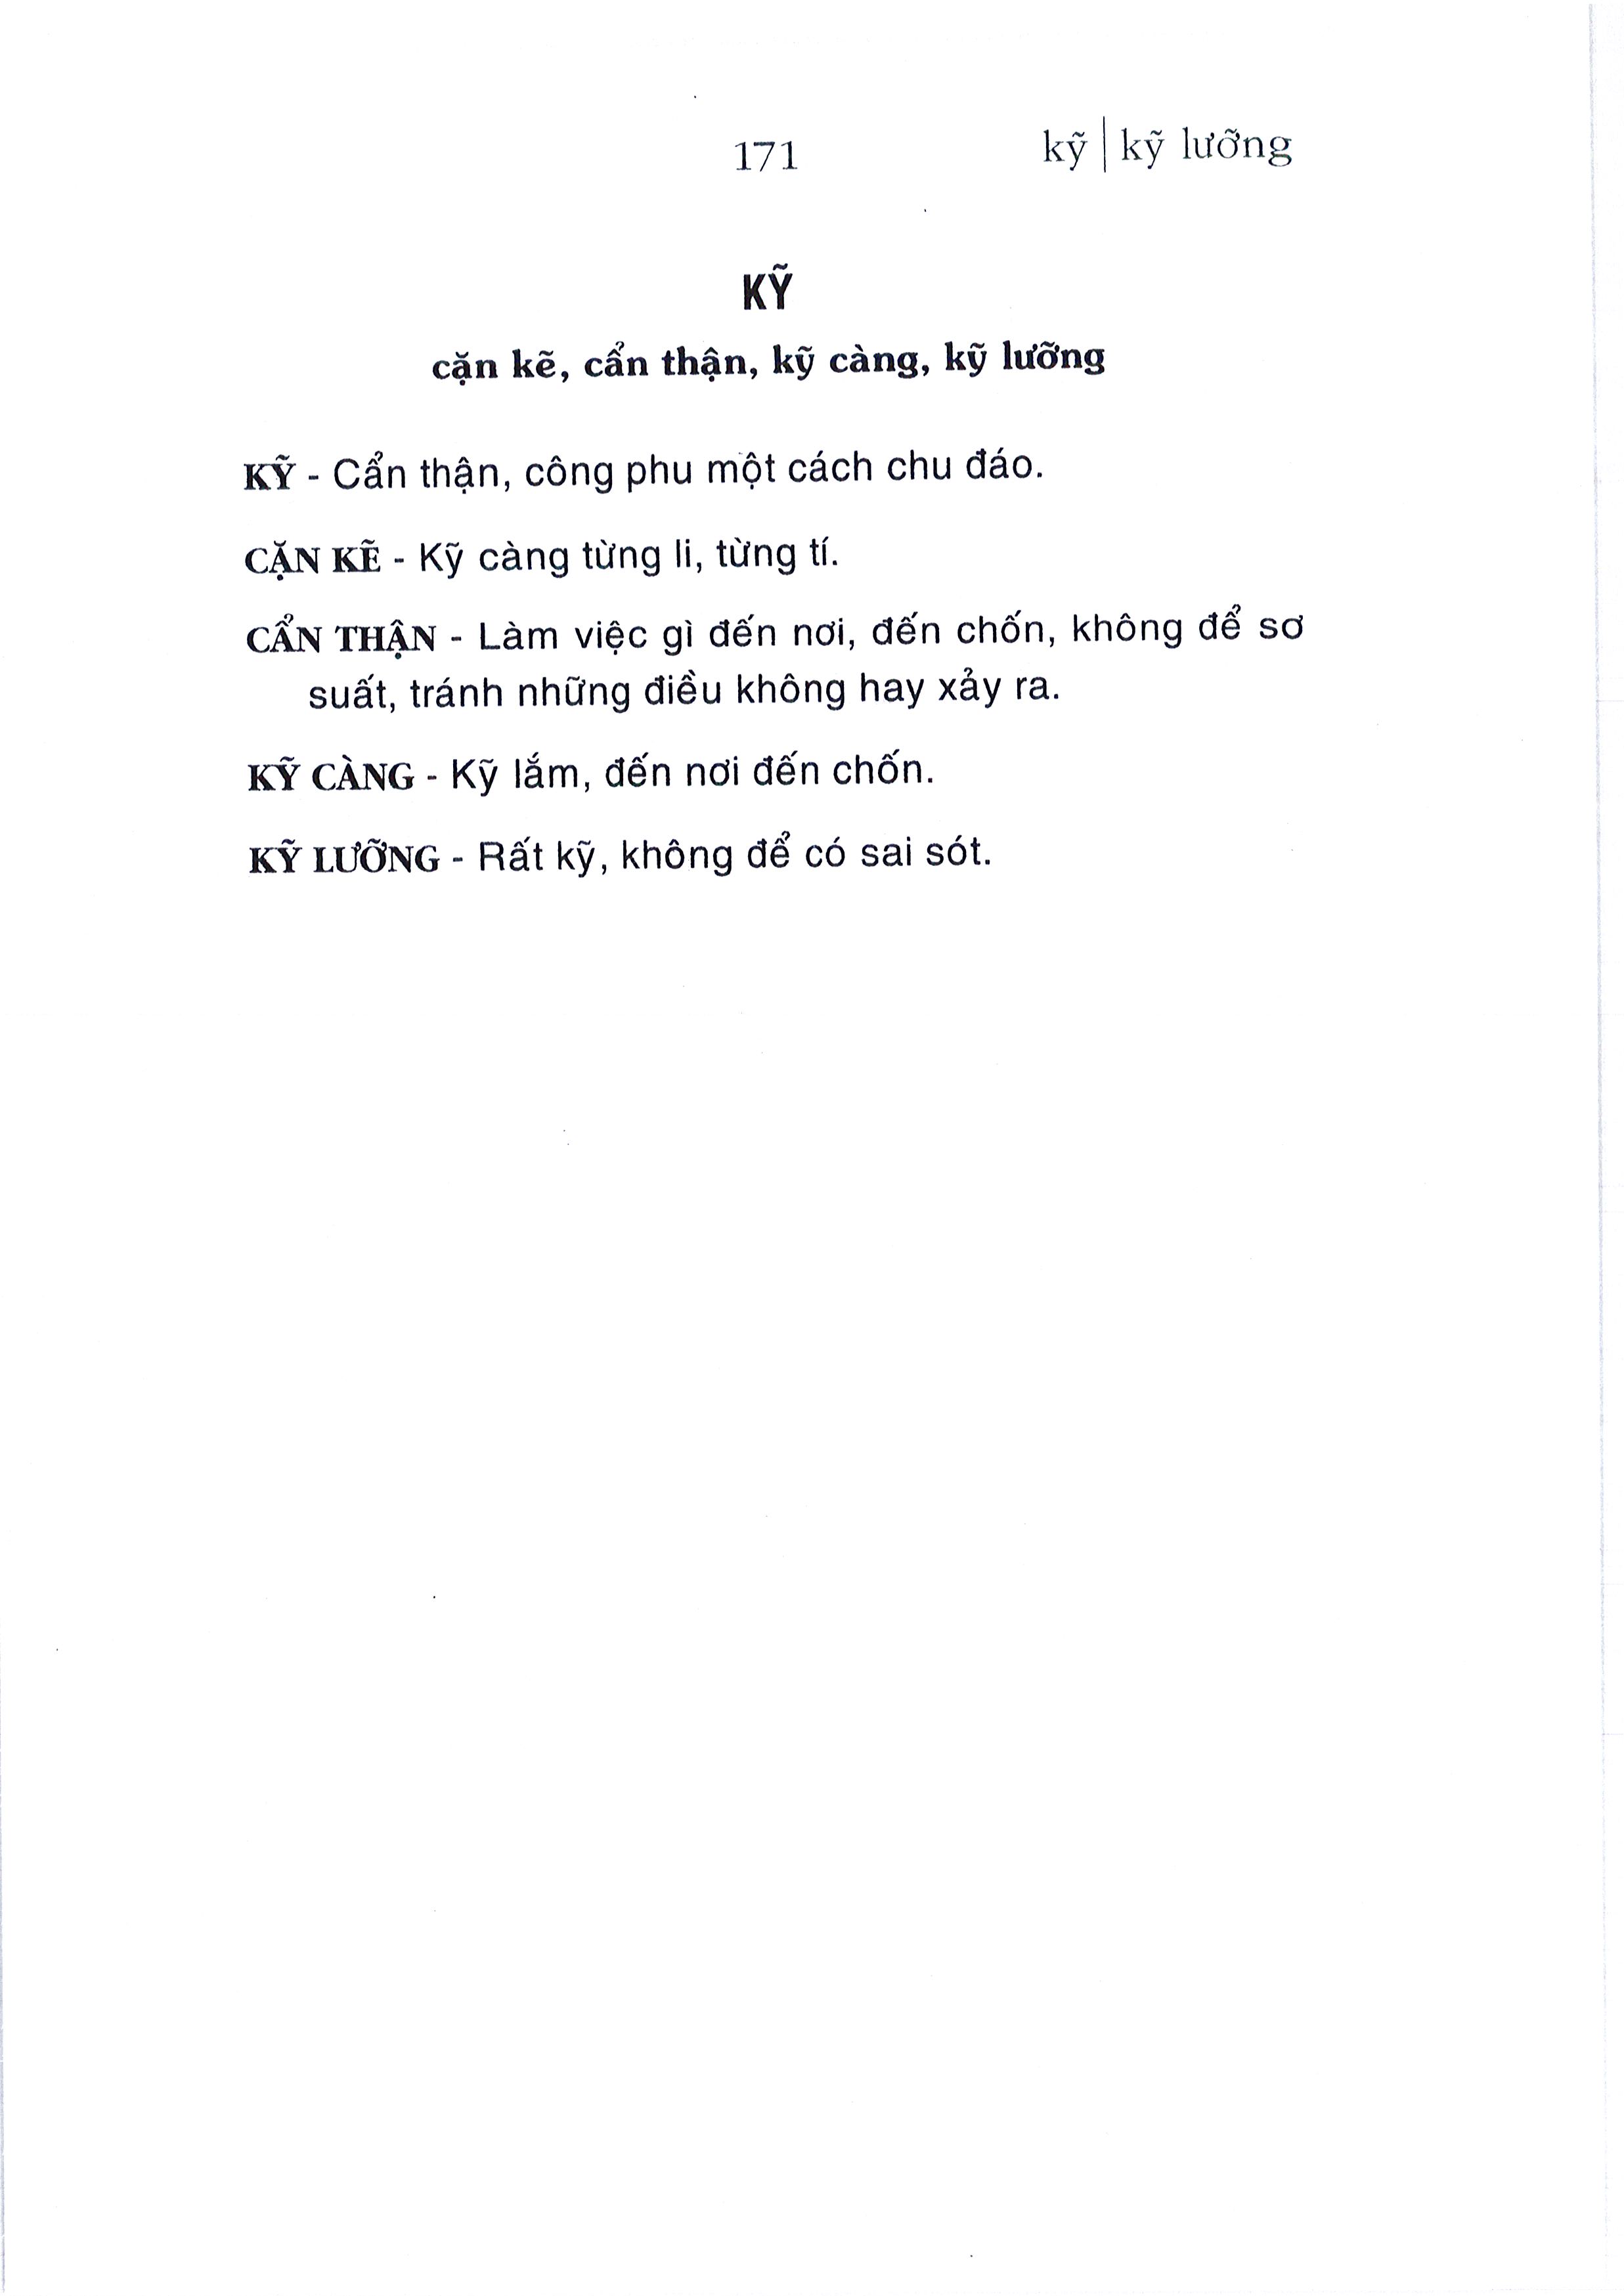 171 kỹ | kỹ lưỡng
KỸ
cặn kẽ, cẩn thận, kỹ càng, kỹ lưỡng
KỸ - Cẩn thận, công phu một cách chu đáo.
CẶN KẼ - Kỹ càng từng li, từng tí.
CẨN THẬN - Làm việc gì đến nơi, đến chốn, không để sơ
suất, tránh những điều không hay xảy ra.
KỸ CÀNG - Kỹ lắm, đến nơi đến chốn.
KỸ LƯỠNG - Rất kỹ, không để có sai sót.